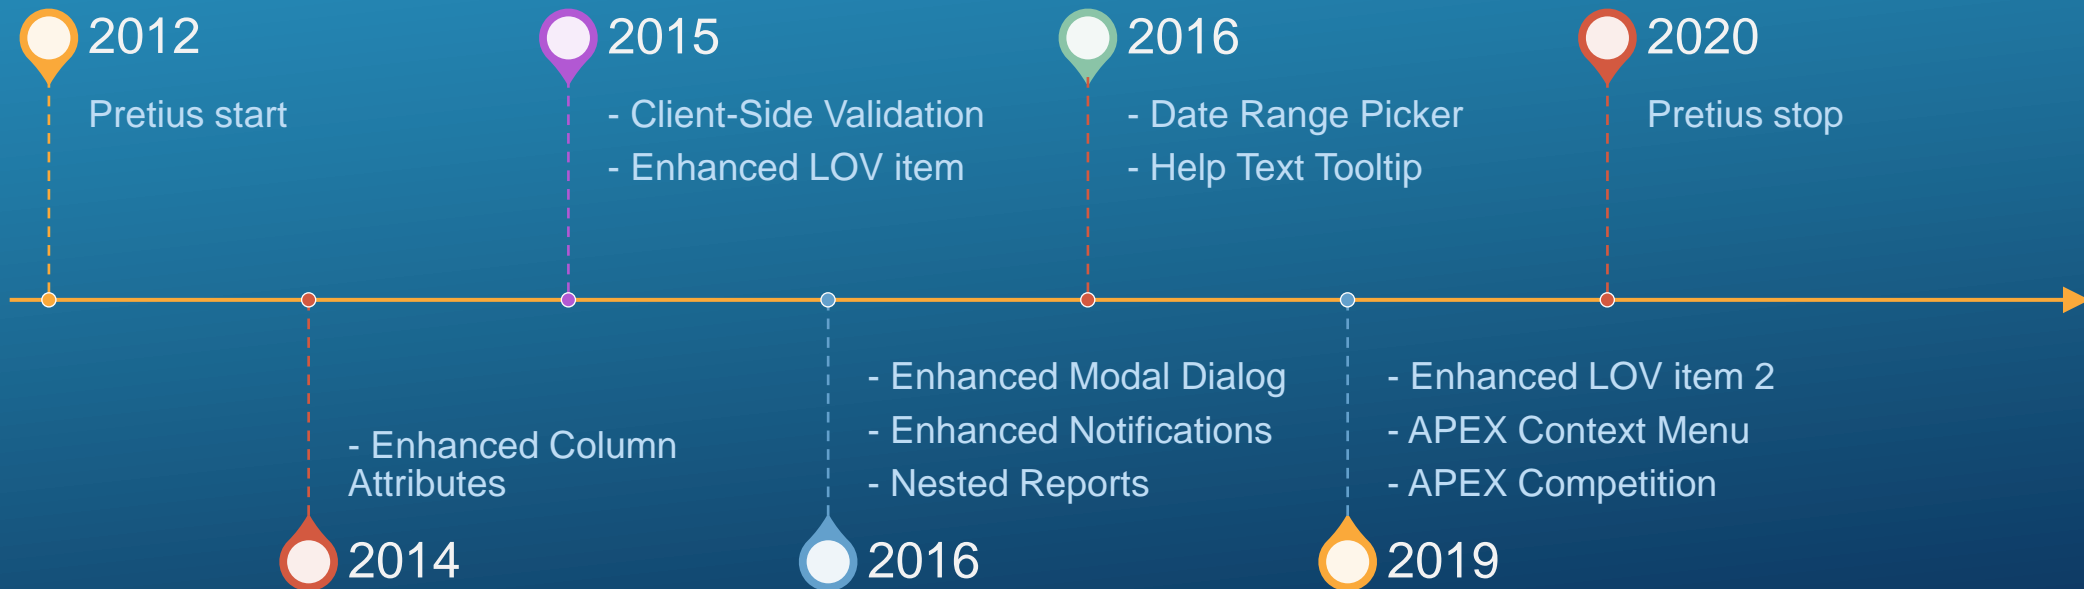 2012
Pretius start
2015
- Client-Side Validation
- Enhanced LOV item
2016
- Date Range Picker
- Help Text Tooltip
2020
Pretius stop
- Enhanced Column
Attributes
2014
- Enhanced Modal Dialog
- Enhanced Notifications
- Nested Reports
2016
- Enhanced LOV item 2
- APEX Context Menu
- APEX Competition
2019